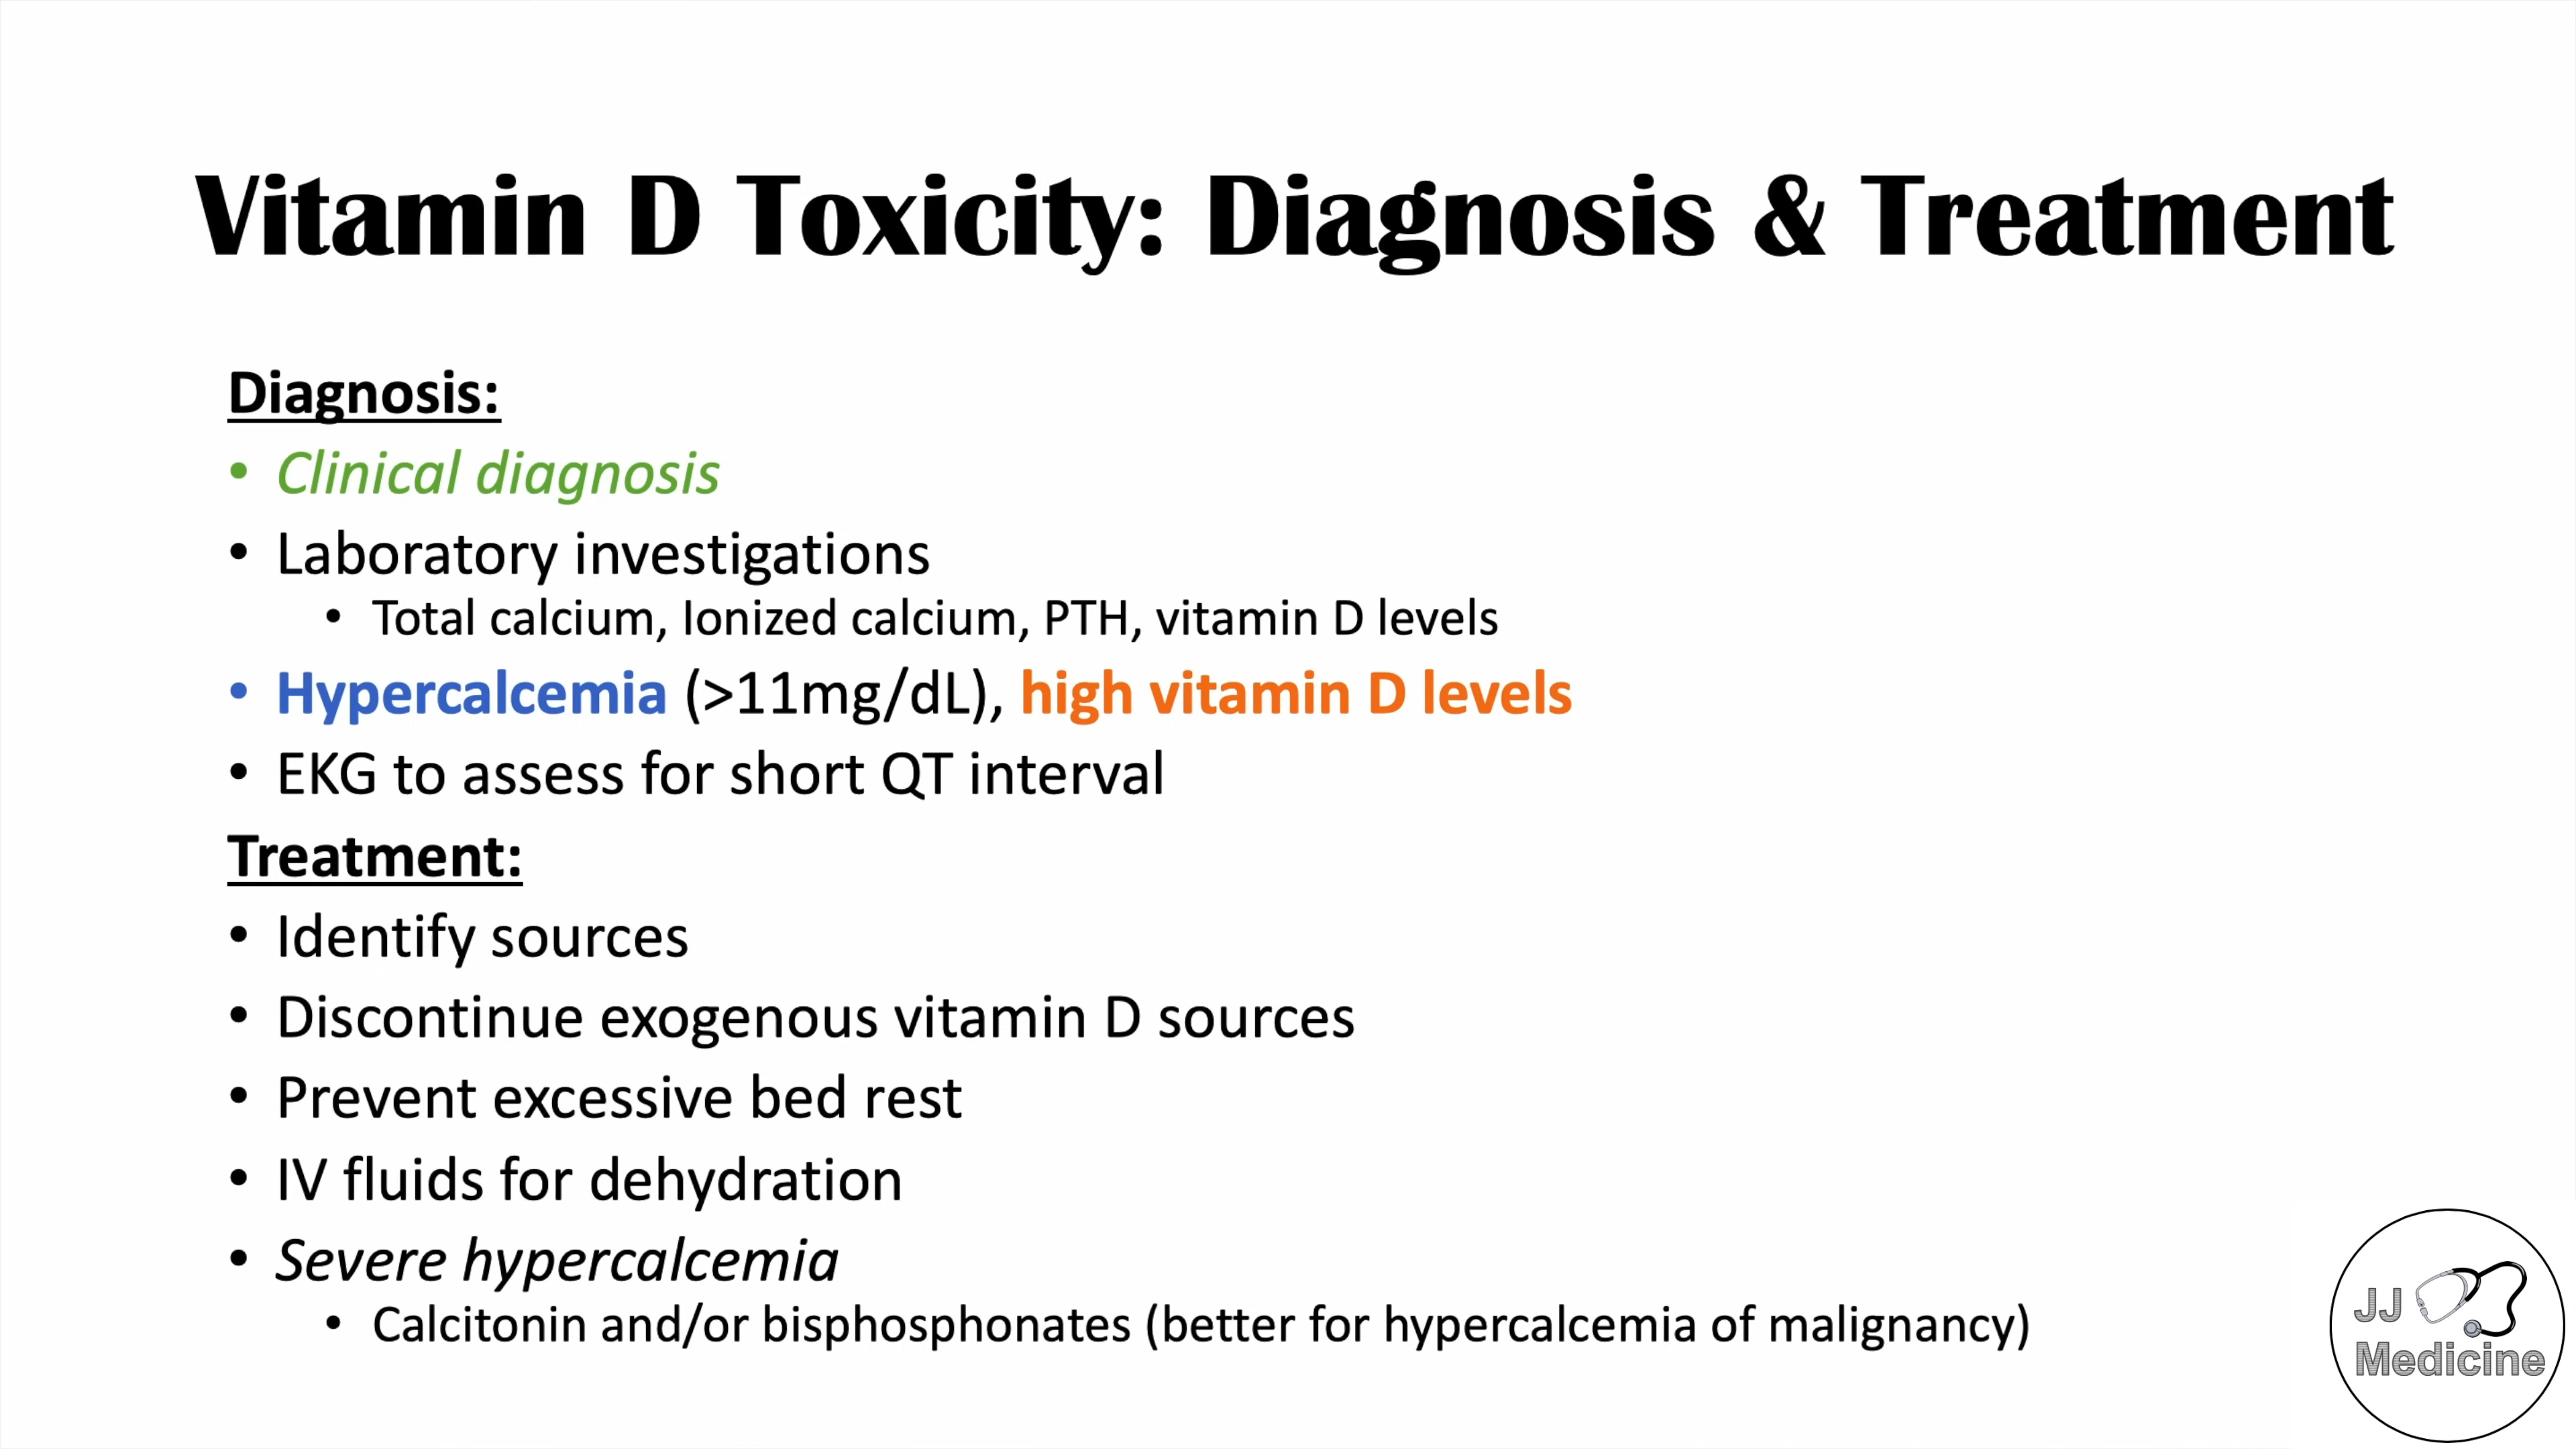 Vitamin D Toxicity: Diagnosis & Treatment
Diagnosis:
• Clinical diagnosis
• Laboratory investigations
• Total calcium, Ionized calcium, PTH, vitamin D levels
• Hypercalcemia (>11mg/dL), high vitamin D levels
• EKG to assess for short QT interval
Treatment:
• Identify sources
• Discontinue exogenous vitamin D sources
• Prevent excessive bed rest
• IV fluids for dehydration
• Severe hypercalcemia
• Calcitonin and/or bisphosphonates (better for hypercalcemia of malignancy)
JJ
Medicine